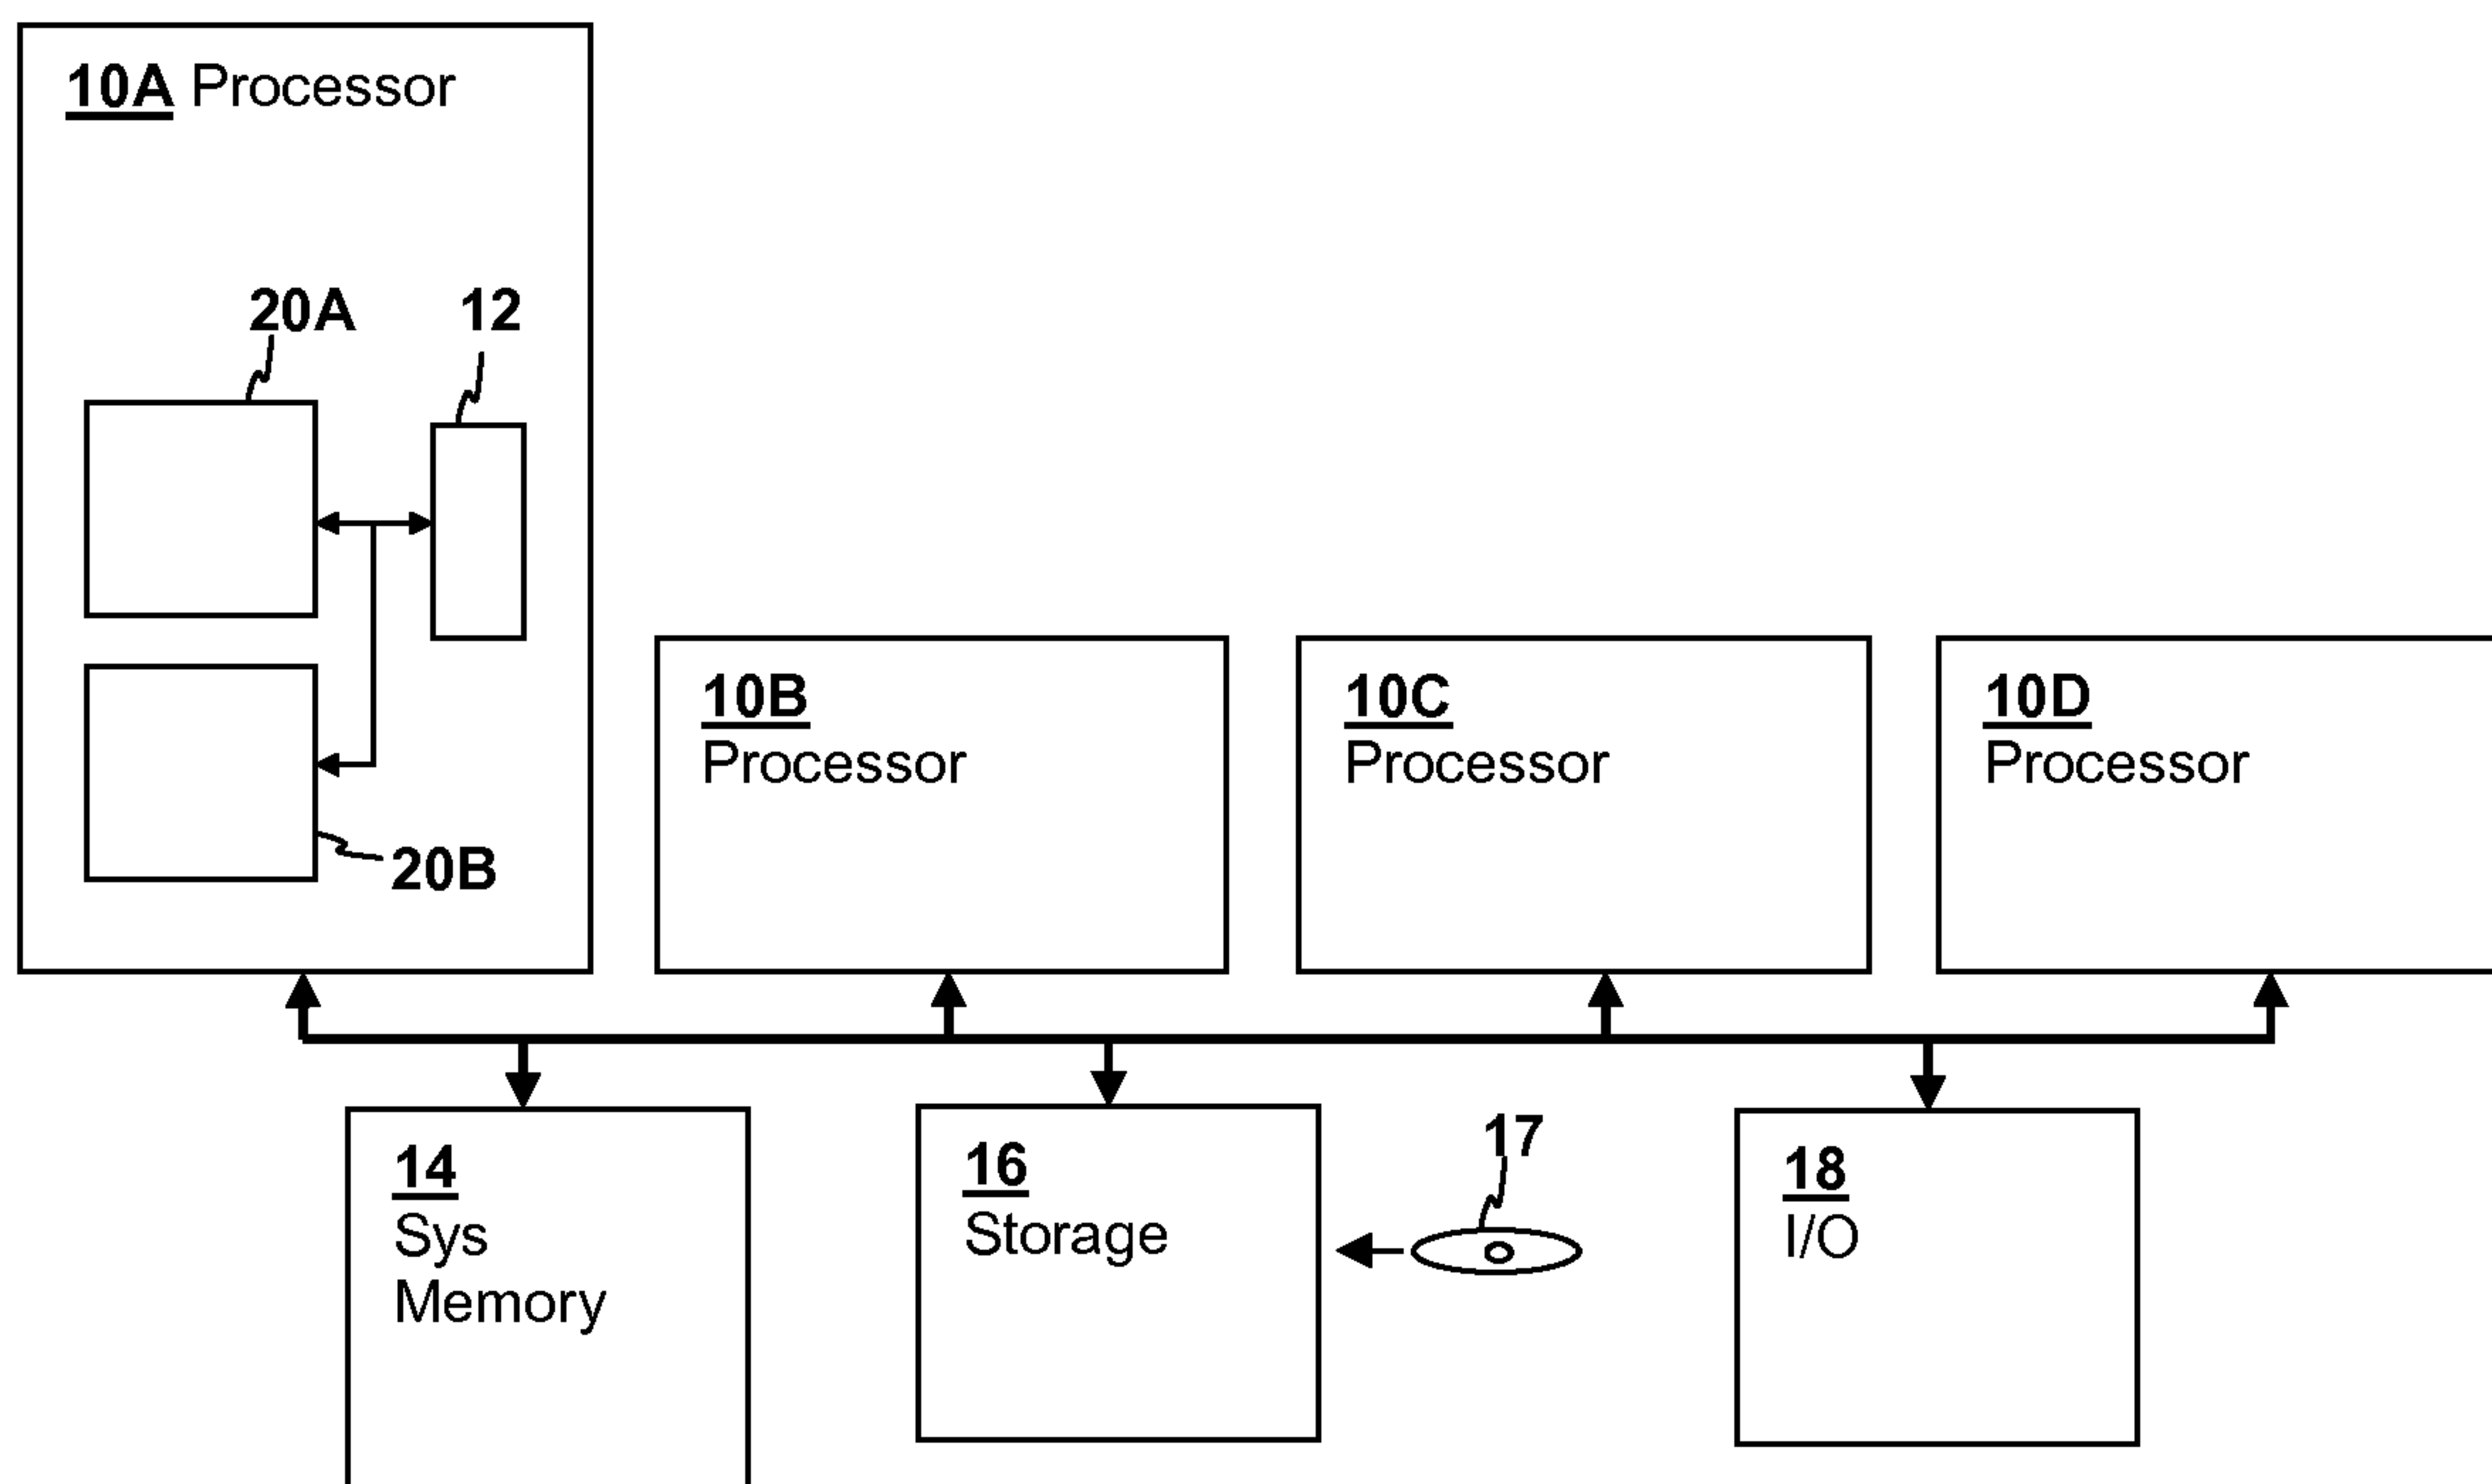 10A Processor
20A
12
20B
10B
Processor
10C
Processor
10D
Processor
14
Sys
Memory
16
Storage
17
18
I/O